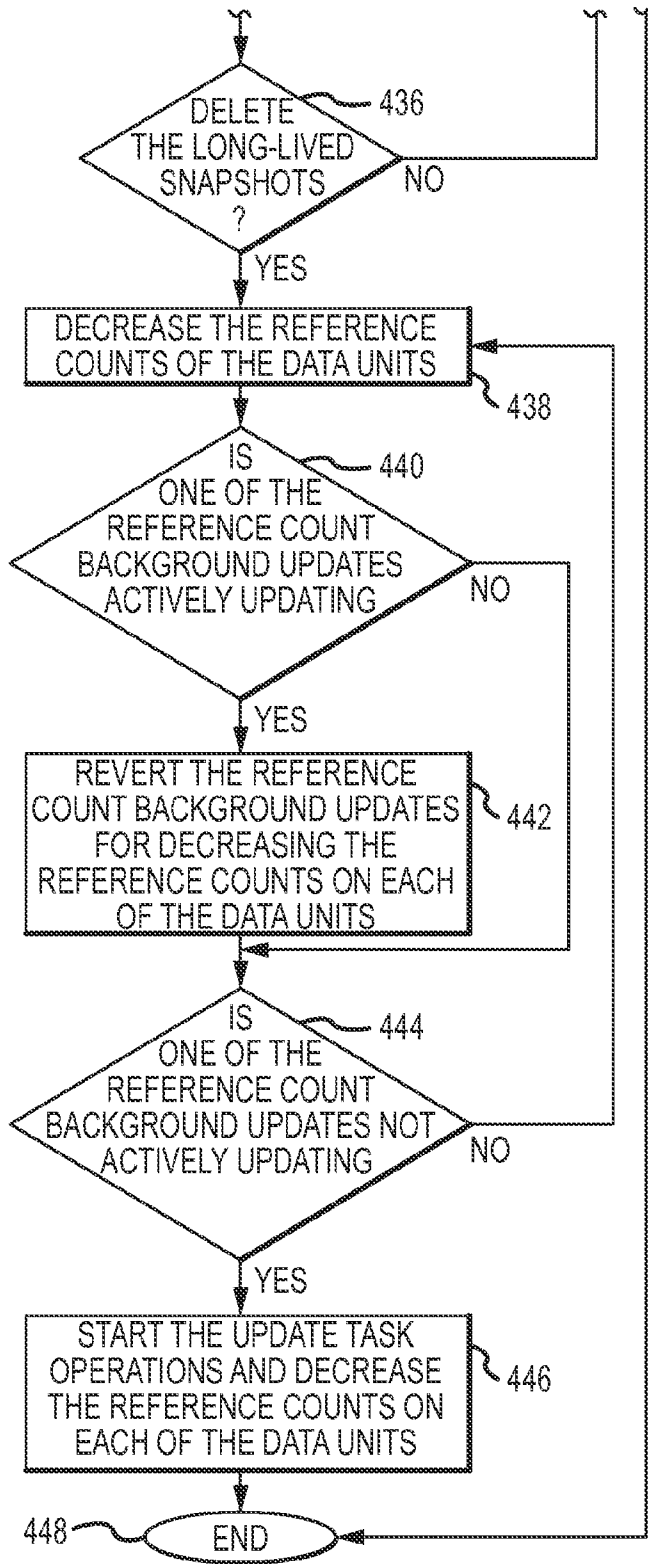 436
DELETE
THE LONG-LIVED
SNAPSHOTS
?
NO
YES
DECREASE THE REFERENCE
COUNTS OF THE DATA UNITS
438
IS
ONE OF THE
REFERENCE COUNT
BACKGROUND UPDATES
ACTIVELY UPDATING
440
NO
YES
REVERT THE REFERENCE
COUNT BACKGROUND UPDATES
FOR DECREASING THE
REFERENCE COUNTS ON EACH
OF THE DATA UNITS
442
IS
ONE OF THE
REFERENCE COUNT
BACKGROUND UPDATES NOT
ACTIVELY UPDATING
444
NO
YES
START THE UPDATE TASK
OPERATIONS AND DECREASE
THE REFERENCE COUNTS ON
EACH OF THE DATA UNITS
446
448
END